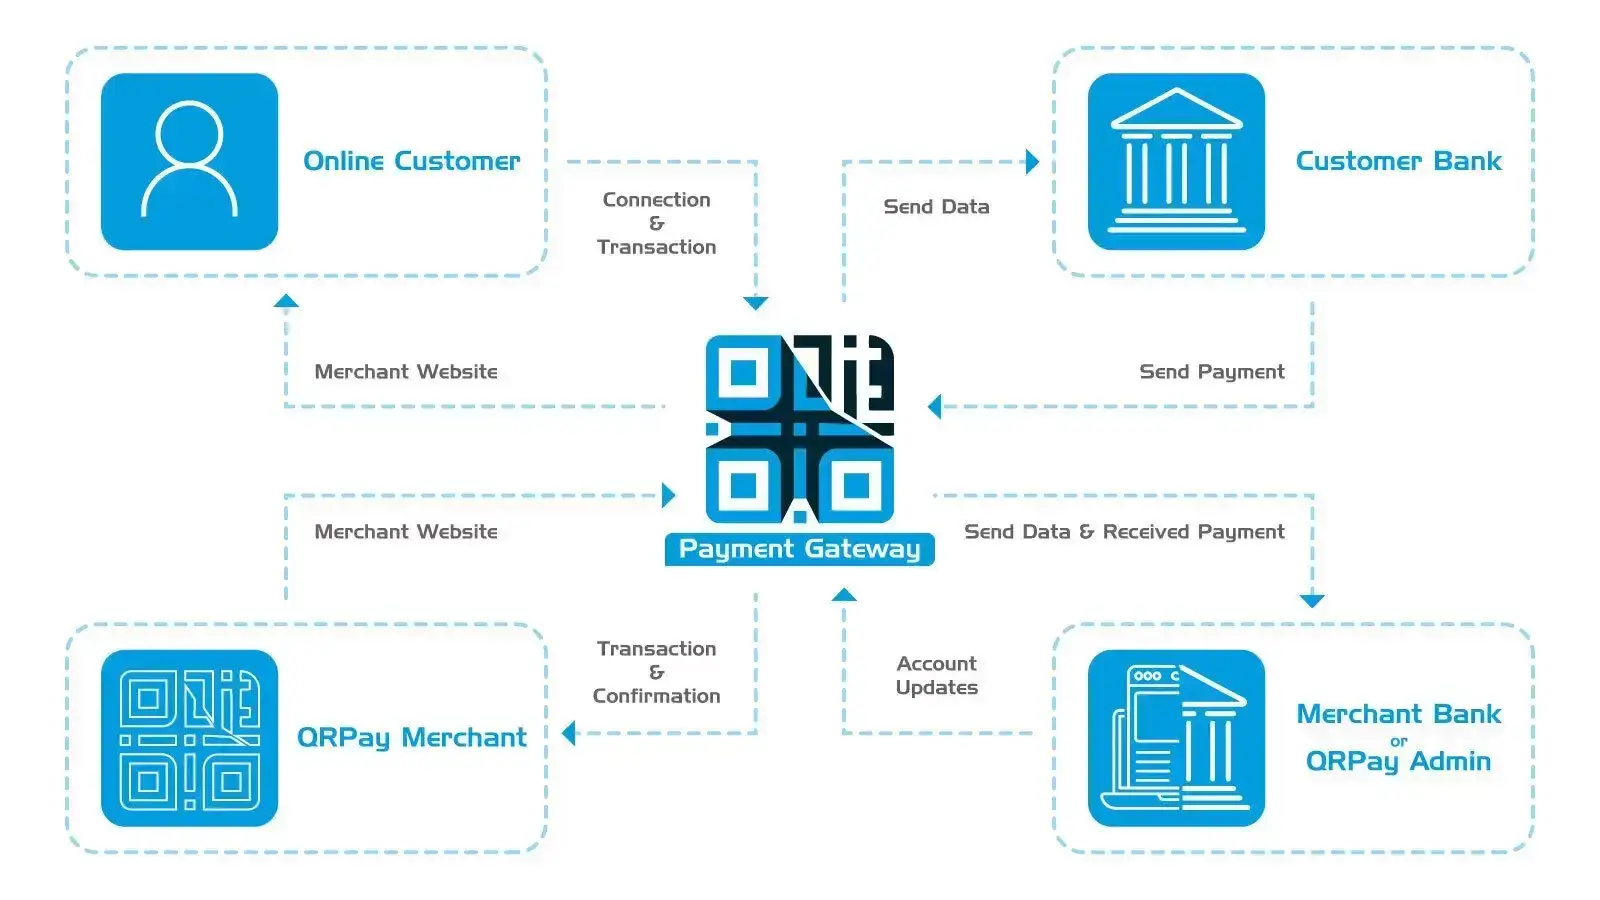 Online Customer
Connection
&
Transaction
Send Data
Customer Bank
Merchant Website
Send Payment
Merchant Website
Payment Gateway
Send Data & Received Payment
QRPay Merchant
Transaction
&
Confirmation
Account
Updates
Merchant Bank
or
QRPay Admin